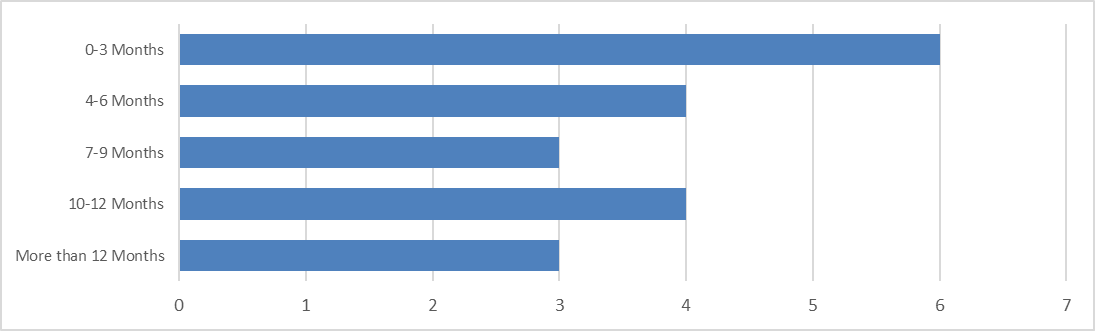 0-3 Months
4-6 Months
7-9 Months
10-12 Months
More than 12 Months
0 1 2 3 4 5 6 7